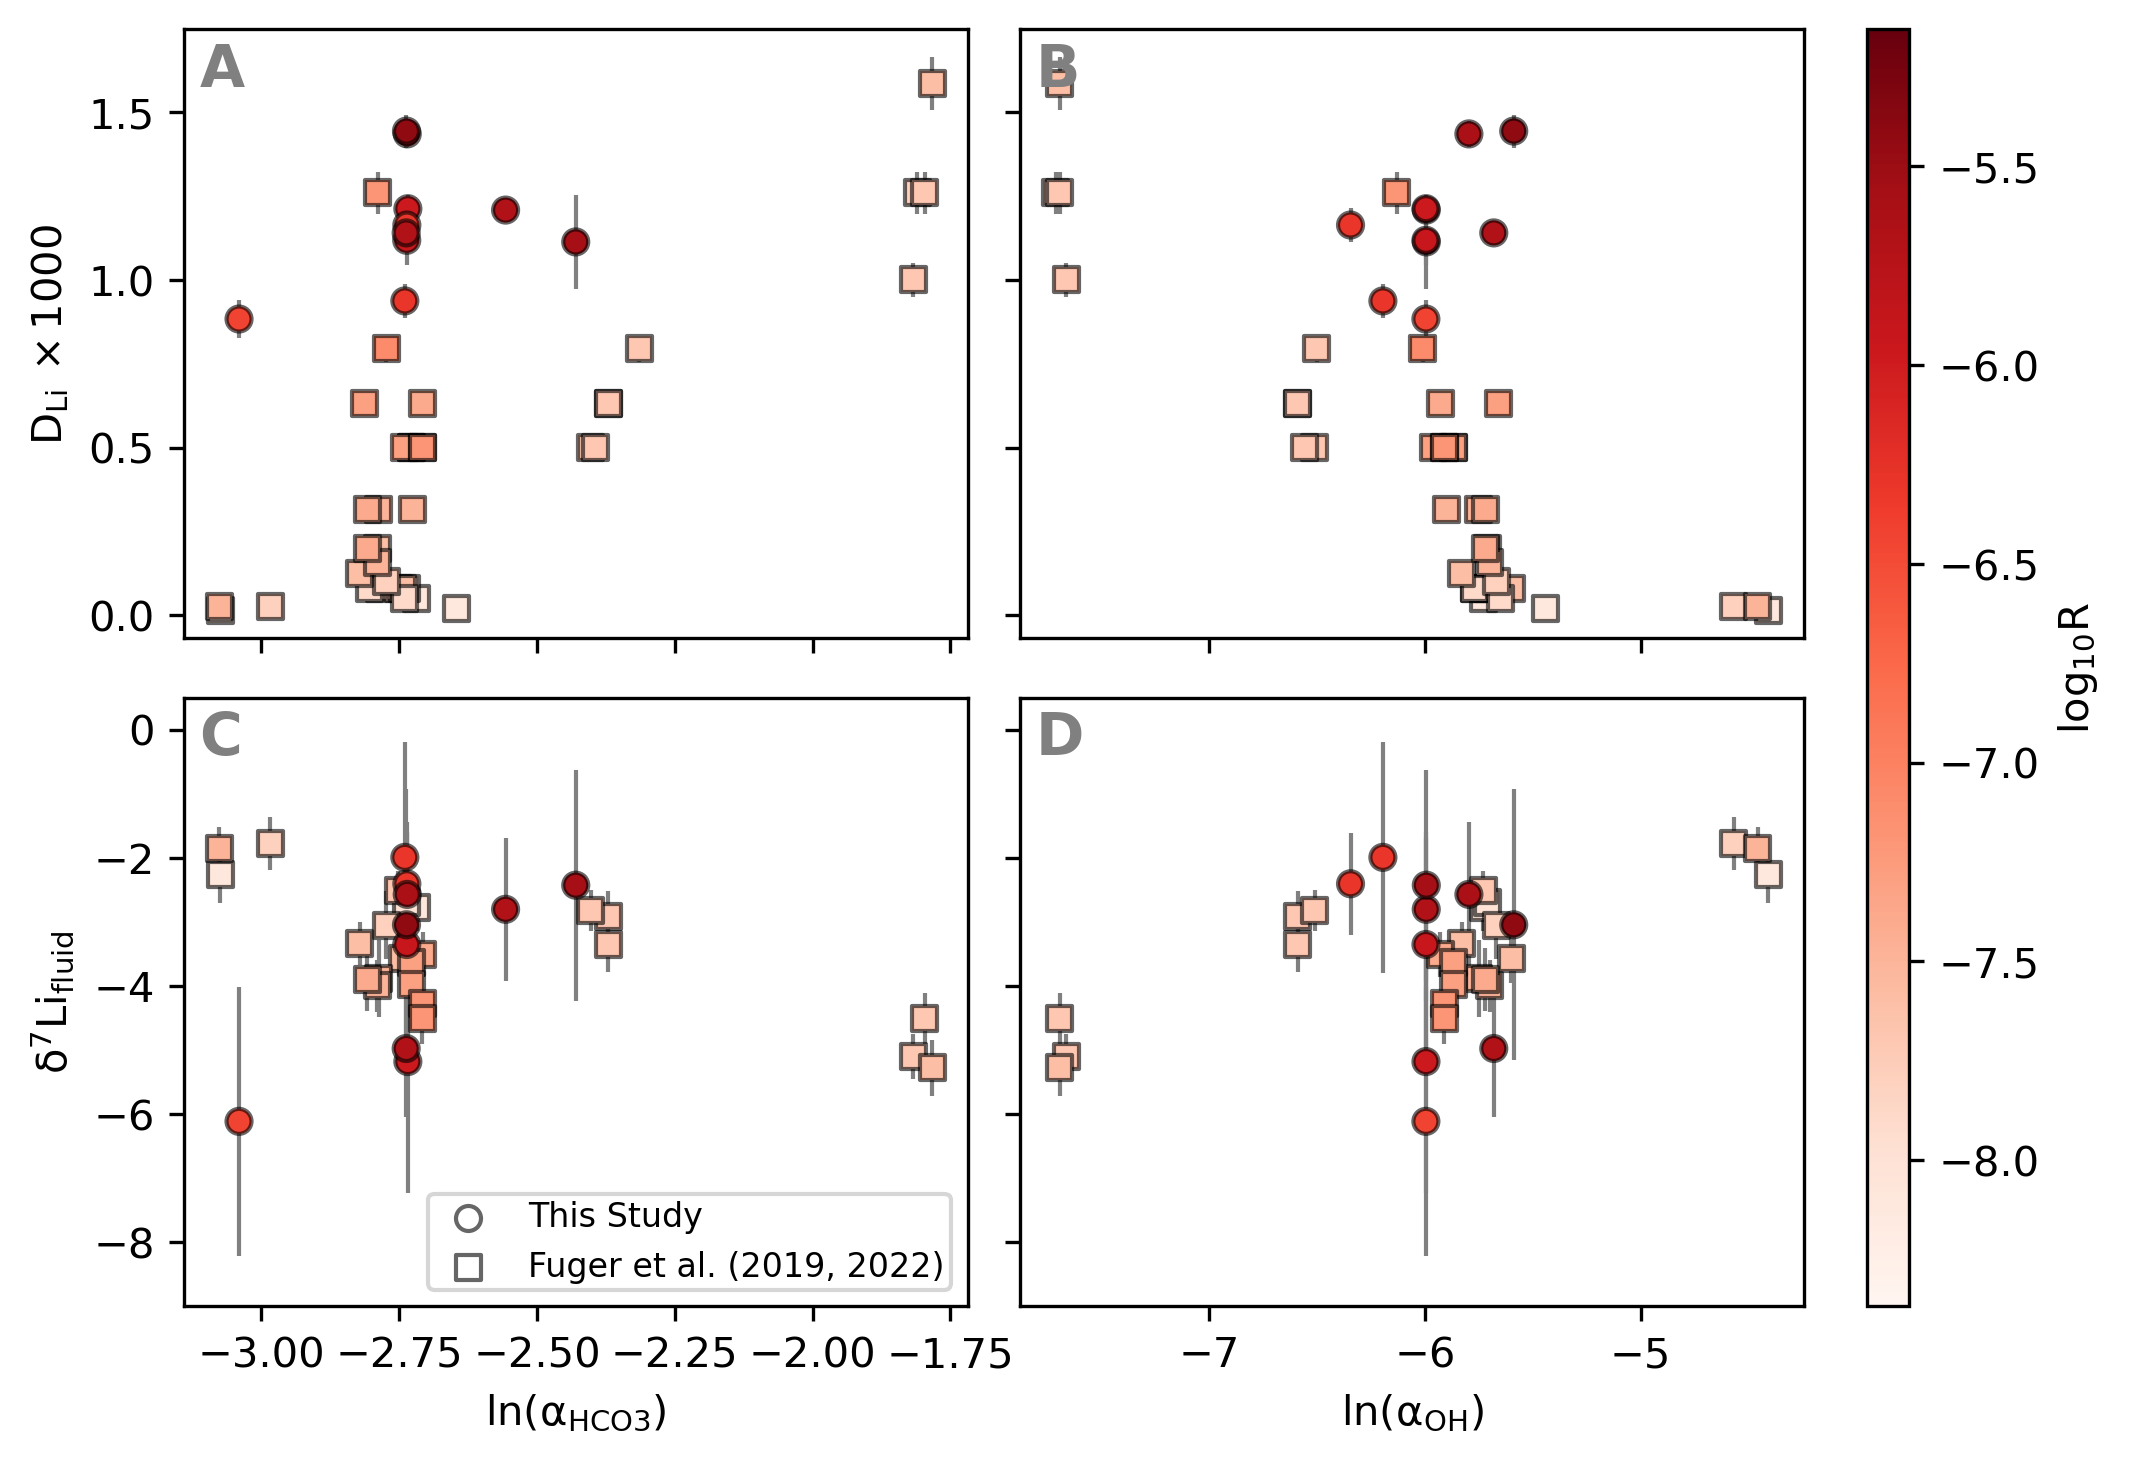 A
B
1.5
1.0
0.5
0.0
D_Li × 1000
C
D
0
−2
−4
−6
−8
δ⁷Li_fluid
This Study
Fuger et al. (2019, 2022)
−3.00 −2.75 −2.50 −2.25 −2.00 −1.75
−7 −6 −5
ln(α_HCO3)
ln(α_OH)
−5.5
−6.0
−6.5
−7.0
−7.5
−8.0
log₁₀R